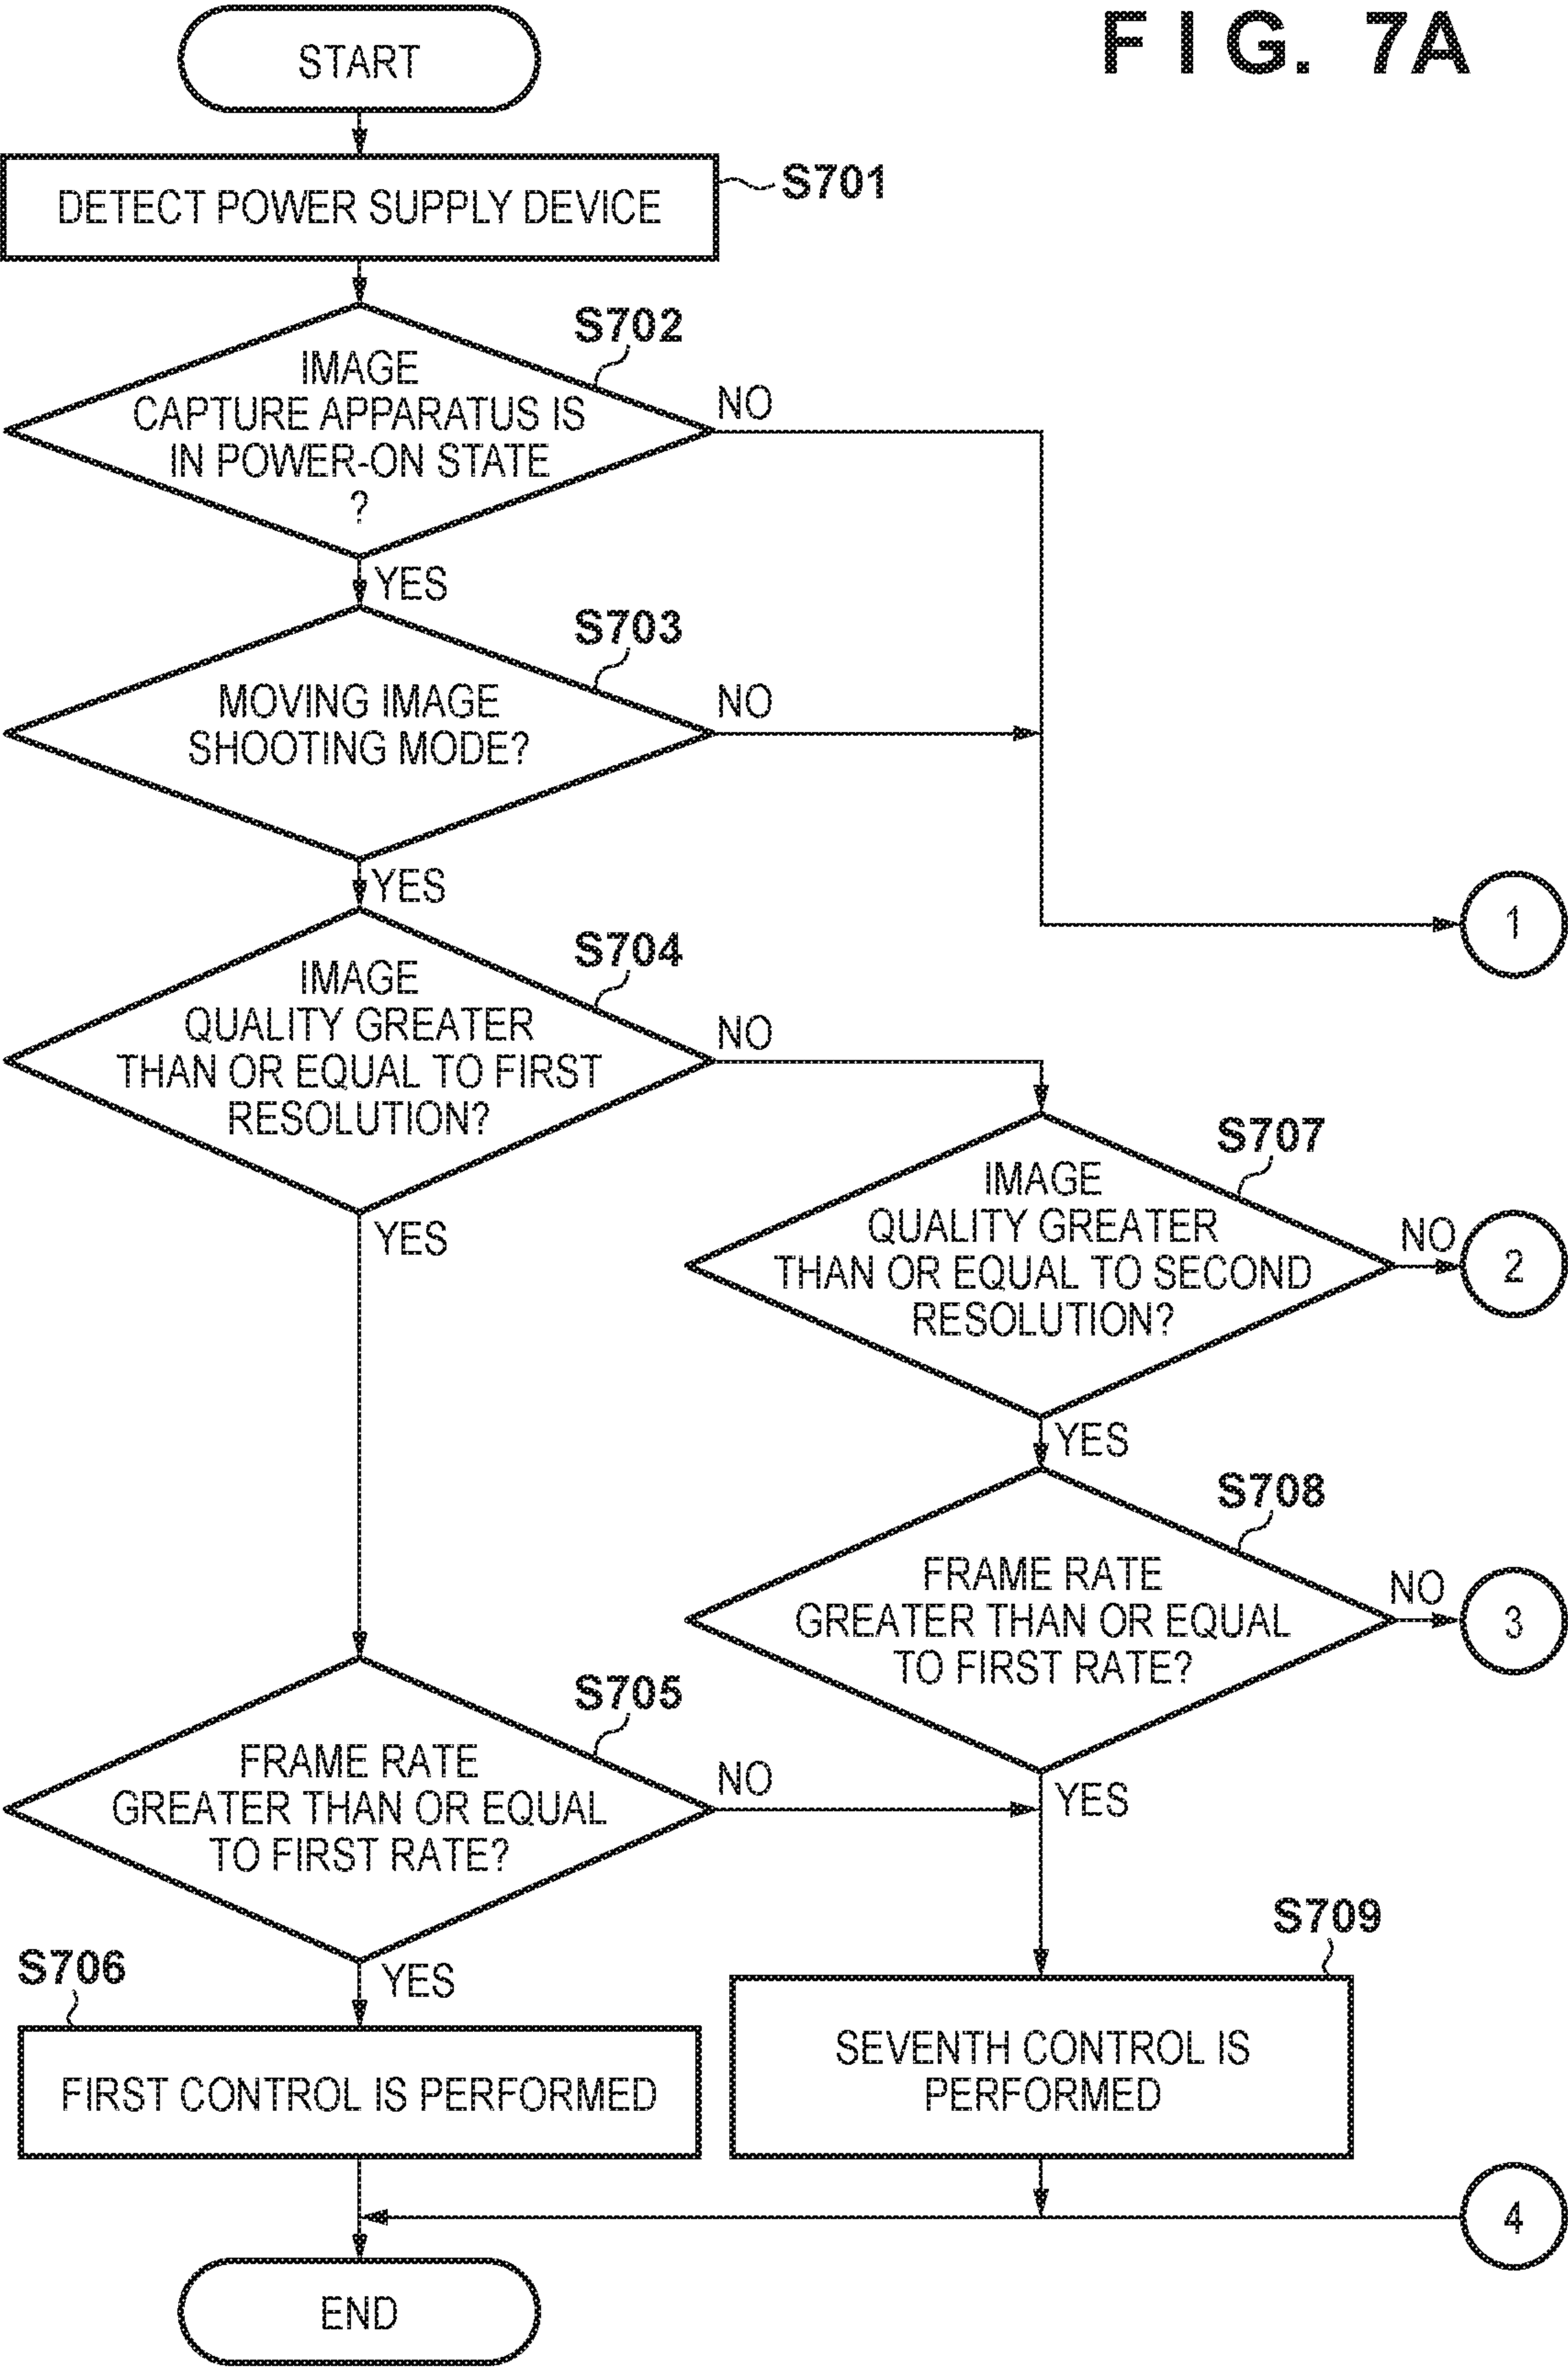 FIG. 7A
START
DETECT POWER SUPPLY DEVICE
S701
S702
IMAGE
CAPTURE APPARATUS IS
IN POWER-ON STATE
?
NO
YES
S703
MOVING IMAGE
SHOOTING MODE?
NO
YES
1
S704
IMAGE
QUALITY GREATER
THAN OR EQUAL TO FIRST
RESOLUTION?
NO
YES
S707
IMAGE
QUALITY GREATER
THAN OR EQUAL TO SECOND
RESOLUTION?
NO
2
YES
S708
FRAME RATE
GREATER THAN OR EQUAL
TO FIRST RATE?
NO
3
YES
S705
FRAME RATE
GREATER THAN OR EQUAL
TO FIRST RATE?
NO
YES
S706
FIRST CONTROL IS PERFORMED
S709
SEVENTH CONTROL IS
PERFORMED
4
END